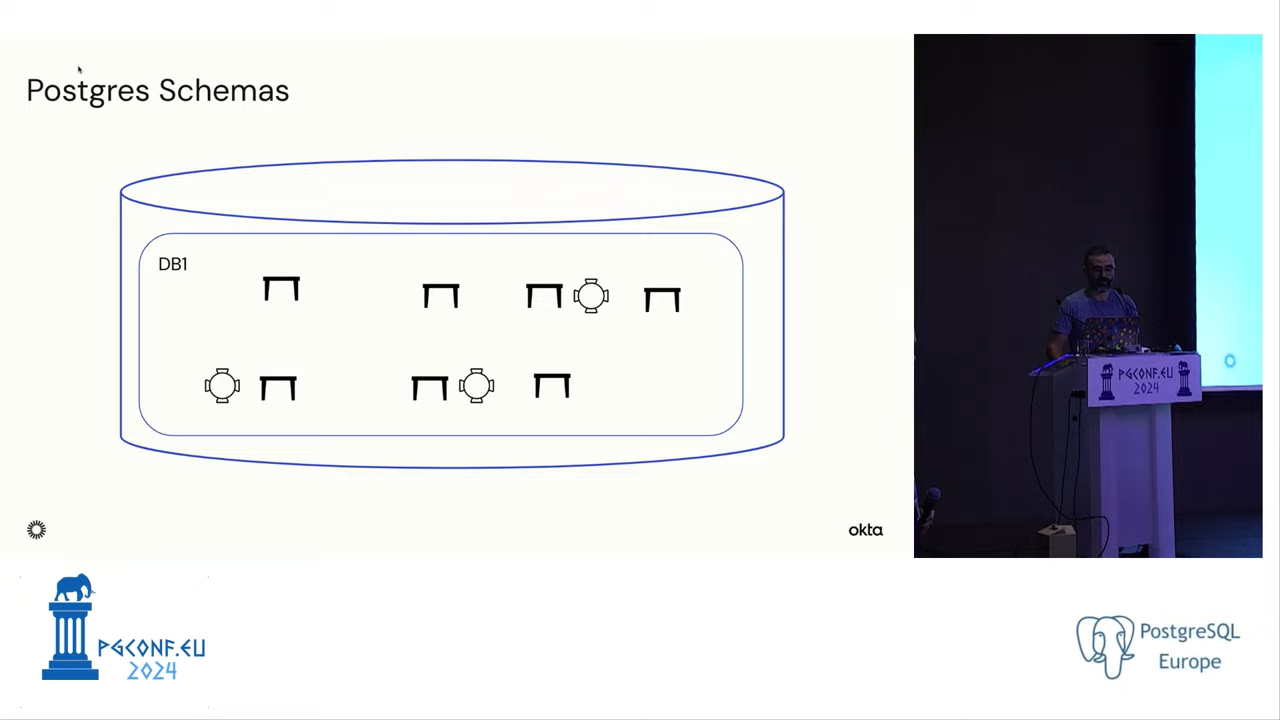 Postgres Schemas
DB1
okta
PGCONF.EU
2024
PGCONF.EU
2024
PostgreSQL
Europe